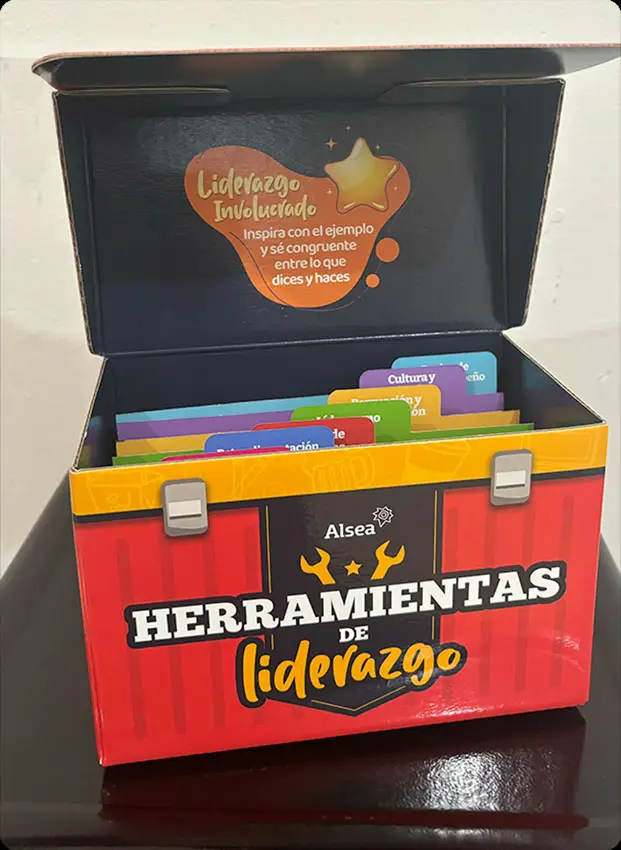 Liderazgo
Involucrado
Inspira con el ejemplo
y sé congruente
entre lo que
dices y haces
Cultura y
Alsea
HERRAMIENTAS
DE
liderazgo